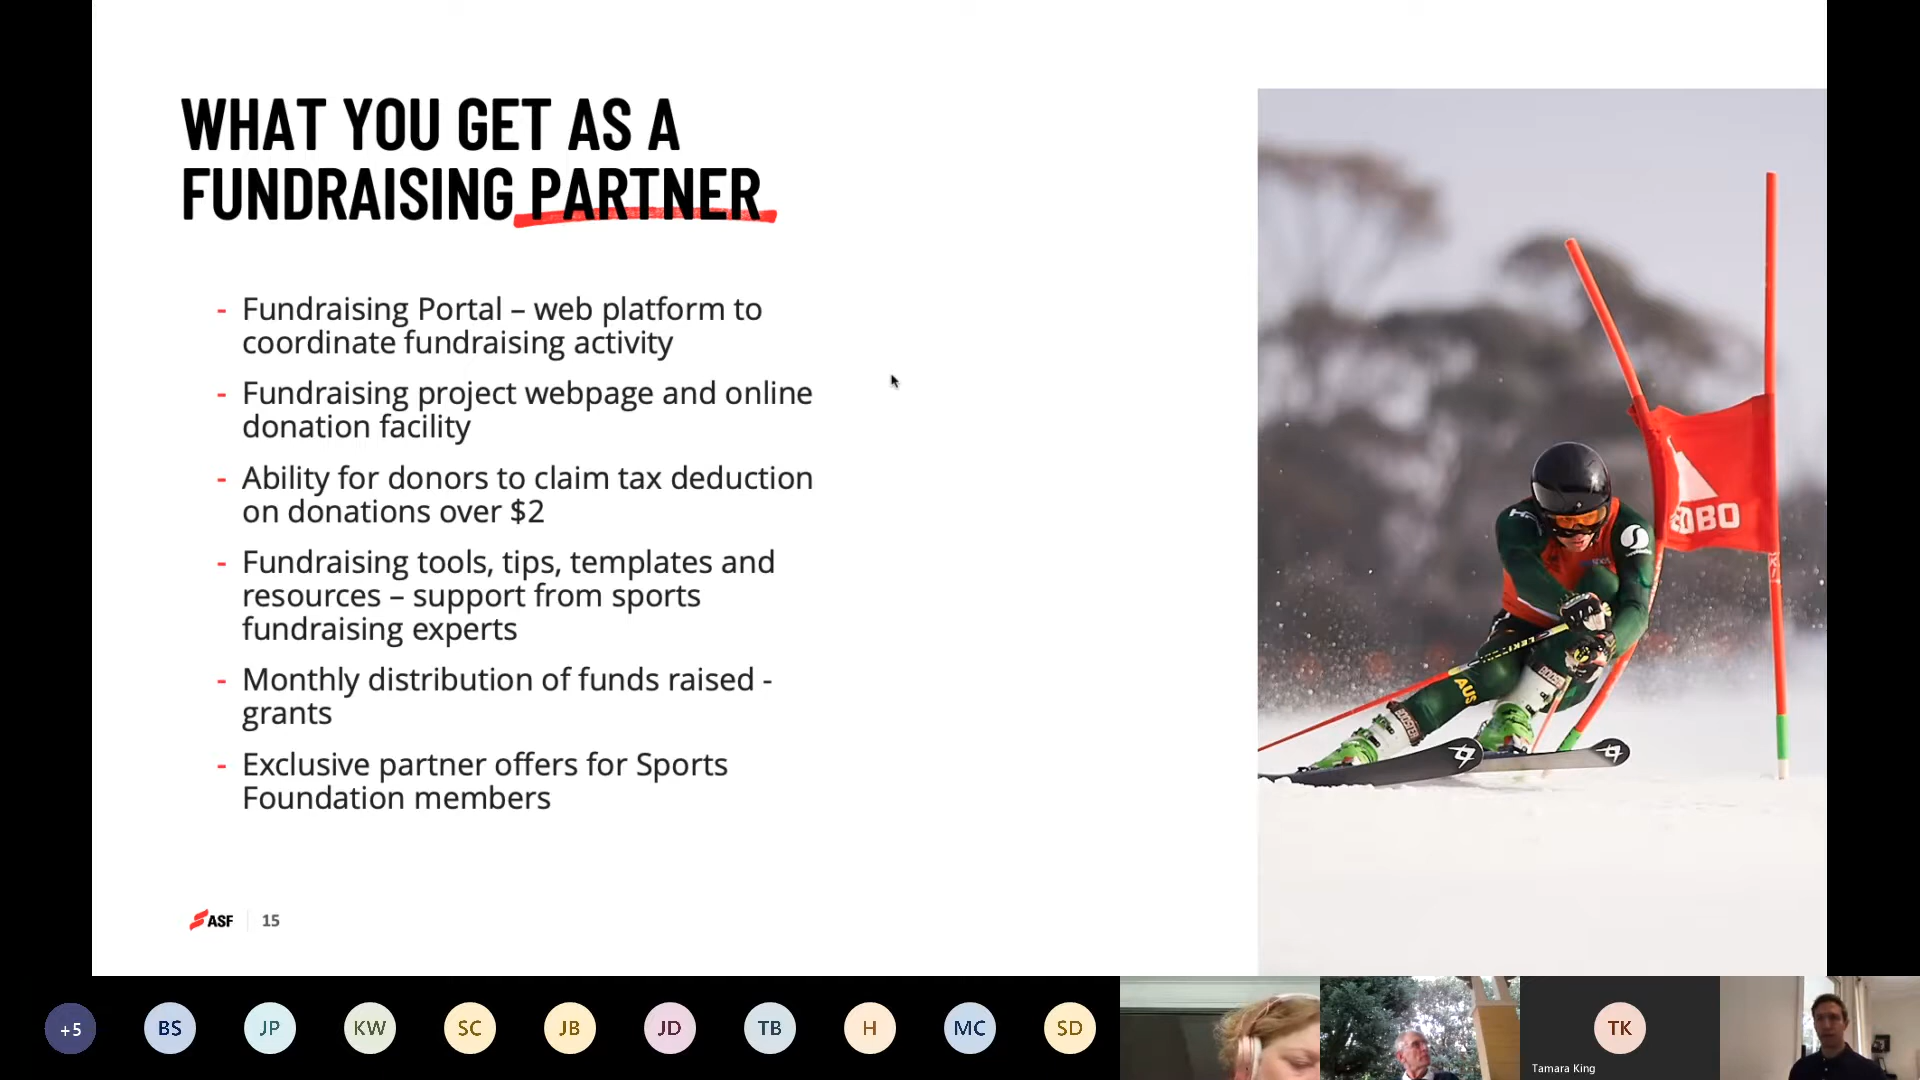 WHAT YOU GET AS A
FUNDRAISING PARTNER
- Fundraising Portal – web platform to
coordinate fundraising activity
- Fundraising project webpage and online
donation facility
- Ability for donors to claim tax deduction
on donations over $2
- Fundraising tools, tips, templates and
resources – support from sports
fundraising experts
- Monthly distribution of funds raised -
grants
- Exclusive partner offers for Sports
Foundation members
ASF 15
AUS
+5
BS
JP
KW
SC
JB
JD
TB
H
MC
SD
TK
Tamara King